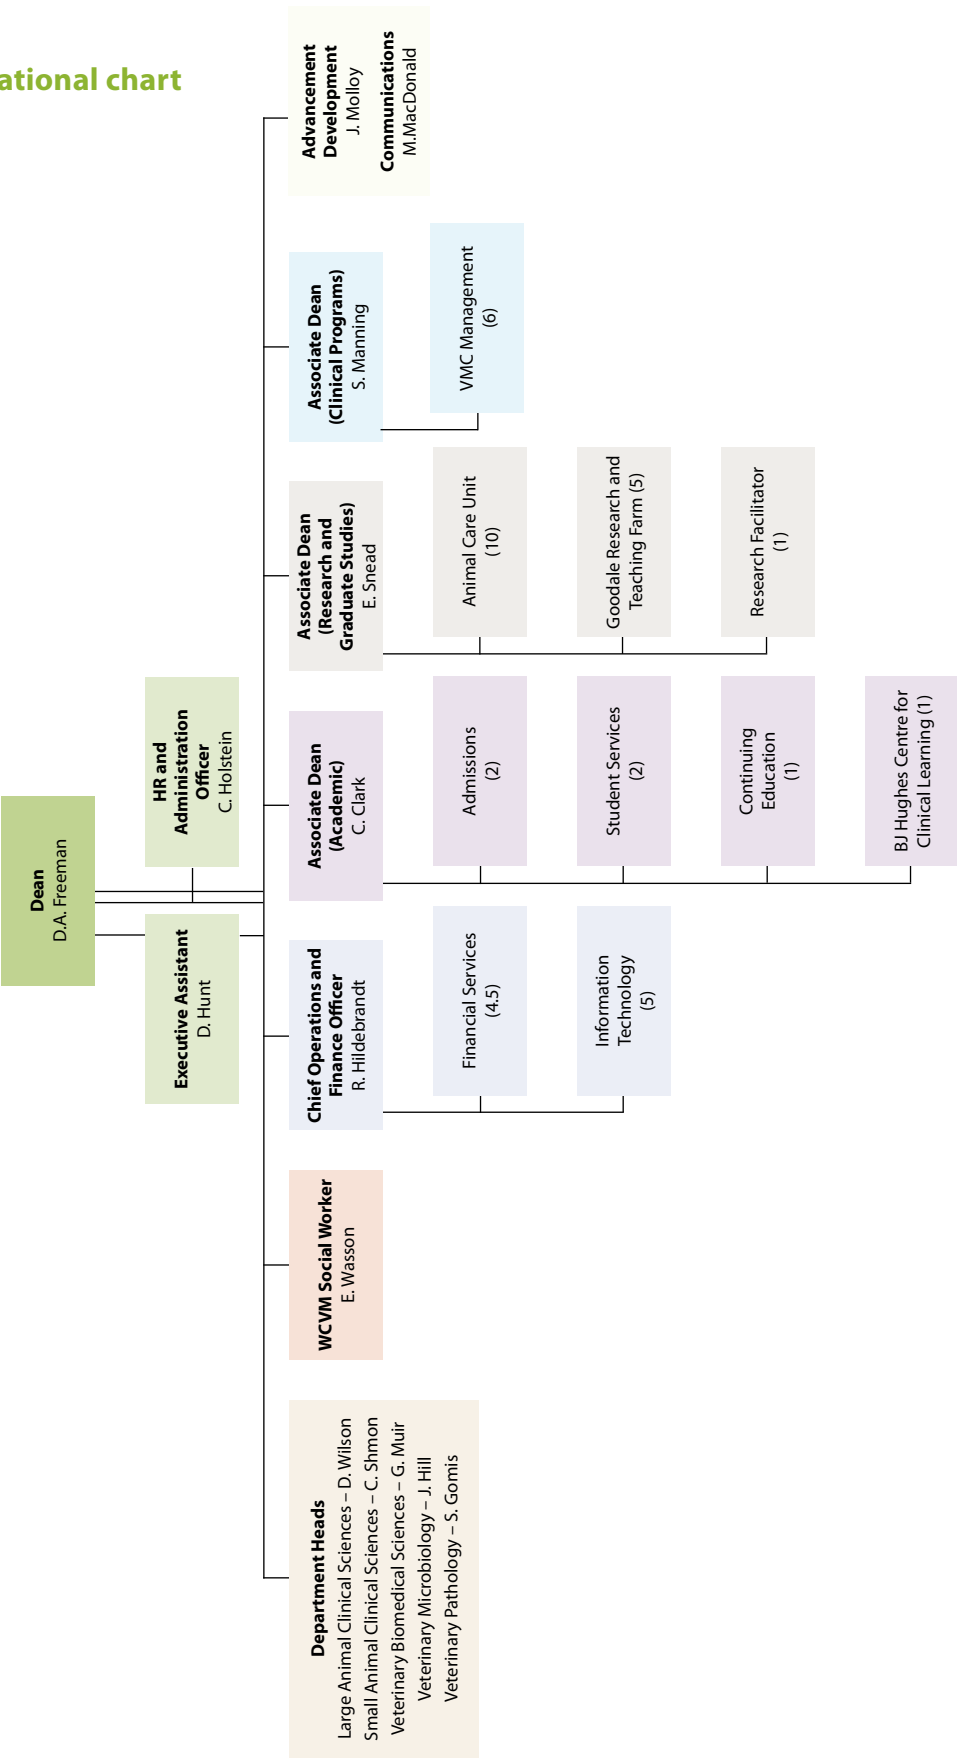 ational chart
Dean
D.A. Freeman
Executive Assistant
D. Hunt
HR and
Administration
Officer
C. Holstein
Department Heads
Large Animal Clinical Sciences – D. Wilson
Small Animal Clinical Sciences – C. Shmon
Veterinary Biomedical Sciences – G. Muir
Veterinary Microbiology – J. Hill
Veterinary Pathology – S. Gomis
WCVM Social Worker
E. Wasson
Chief Operations and
Finance Officer
R. Hildebrandt
Financial Services
(4.5)
Information
Technology
(5)
Associate Dean
(Academic)
C. Clark
Admissions
(2)
Student Services
(2)
Continuing
Education
(1)
BJ Hughes Centre for
Clinical Learning (1)
Associate Dean
(Research and
Graduate Studies)
E. Snead
Animal Care Unit
(10)
Goodale Research and
Teaching Farm (5)
Research Facilitator
(1)
Associate Dean
(Clinical Programs)
S. Manning
VMC Management
(6)
Advancement
Development
J. Molloy
Communications
M.MacDonald